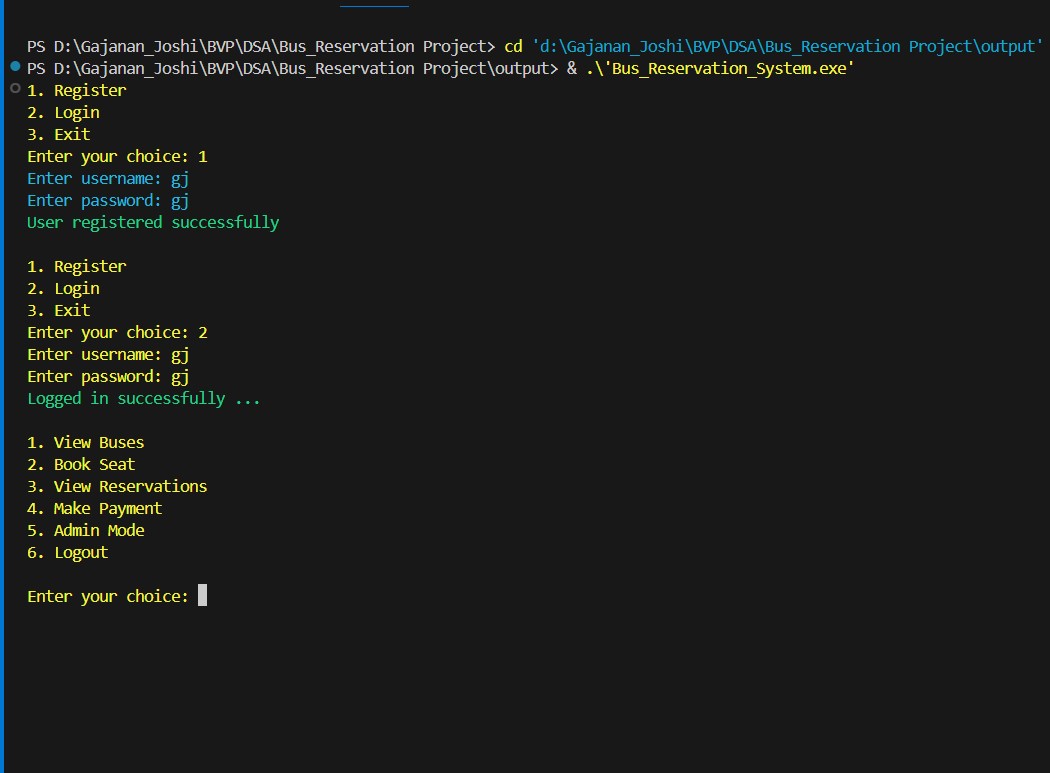 PS D:\Gajanan_Joshi\BVP\DSA\Bus_Reservation Project> cd 'd:\Gajanan_Joshi\BVP\DSA\Bus_Reservation Project\output'
PS D:\Gajanan_Joshi\BVP\DSA\Bus_Reservation Project\output> & .\'Bus_Reservation_System.exe'
1. Register
2. Login
3. Exit
Enter your choice: 1
Enter username: gj
Enter password: gj
User registered successfully
1. Register
2. Login
3. Exit
Enter your choice: 2
Enter username: gj
Enter password: gj
Logged in successfully ...
1. View Buses
2. Book Seat
3. View Reservations
4. Make Payment
5. Admin Mode
6. Logout
Enter your choice: